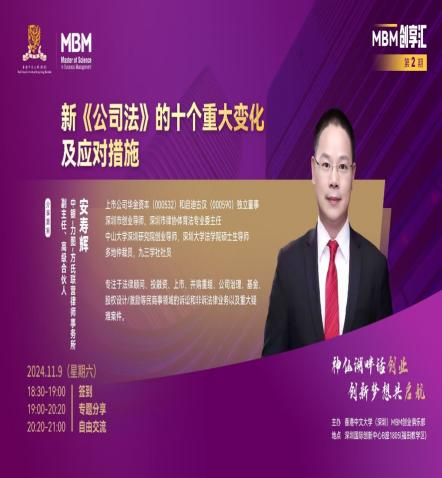 MBM
Master of Science
in Business Management
MBM创享汇
第 2 期
新《公司法》的十个重大变化
及应对措施
安寿辉
中银-力图-方氏联营律师事务所
副主任、高级合伙人
上市公司华金资本（000532）和启迪古汉（000590）独立董事
深圳市创业导师，深圳市律协体育法专业委主任
中山大学深圳研究院创业导师，深圳大学法学院硕士生导师
多地仲裁员，九三学社社员
专注于法律顾问、投融资、上市、并购重组、公司治理、基金、
股权设计/激励等民商事领域的诉讼和非诉法律业务以及重大疑
难案件。
2024.11.9（星期六）
18:30-19:00 签到
19:00-20:20 专题分享
20:20-21:00 自由交流
神仙湖畔话创业
创新梦想共启航
主办 香港中文大学（深圳）MBM创业俱乐部
地点 深圳国际创新中心B座1805(福田教学区)